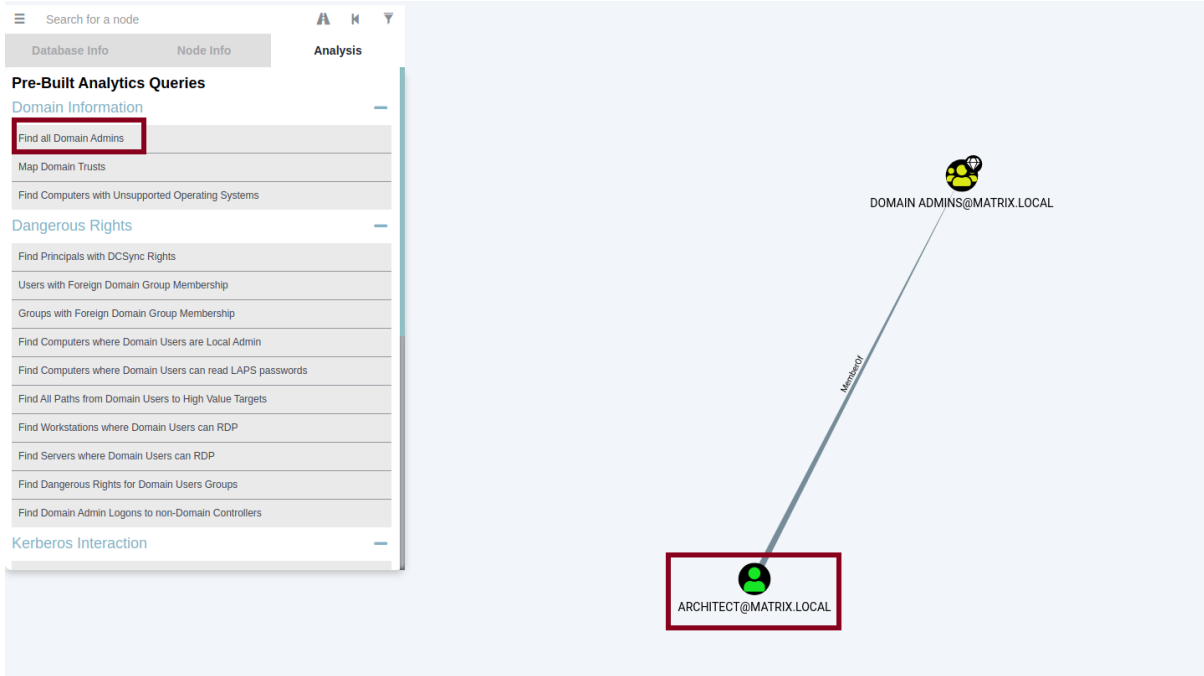 Search for a node
Database Info Node Info Analysis
Pre-Built Analytics Queries
Domain Information
Find all Domain Admins
Map Domain Trusts
Find Computers with Unsupported Operating Systems
Dangerous Rights
Find Principals with DCSync Rights
Users with Foreign Domain Group Membership
Groups with Foreign Domain Group Membership
Find Computers where Domain Users are Local Admin
Find Computers where Domain Users can read LAPS passwords
Find All Paths from Domain Users to High Value Targets
Find Workstations where Domain Users can RDP
Find Servers where Domain Users can RDP
Find Dangerous Rights for Domain Users Groups
Find Domain Admin Logons to non-Domain Controllers
Kerberos Interaction
DOMAIN ADMINS@MATRIX.LOCAL
MemberOf
ARCHITECT@MATRIX.LOCAL